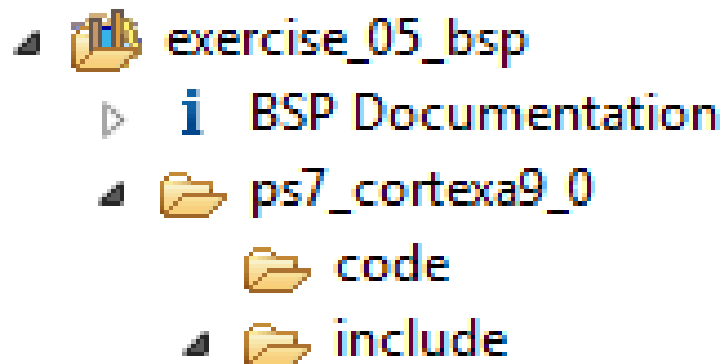 exercise_05_bsp
BSP Documentation
ps7_cortexa9_0
code
include